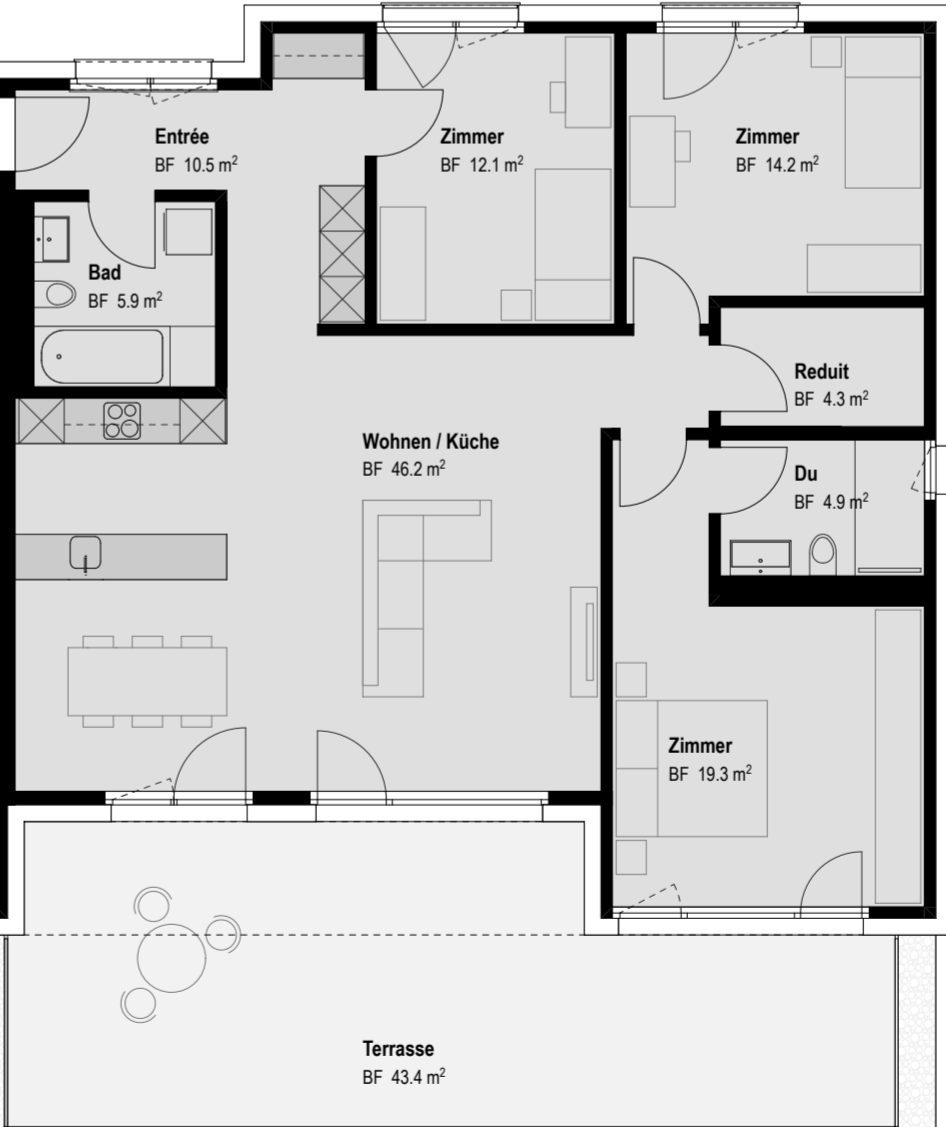 Entrée
BF 10.5 m²
Zimmer
BF 12.1 m²
Zimmer
BF 14.2 m²
Bad
BF 5.9 m²
Reduit
BF 4.3 m²
Wohnen / Küche
BF 46.2 m²
Du
BF 4.9 m²
Zimmer
BF 19.3 m²
Terrasse
BF 43.4 m²